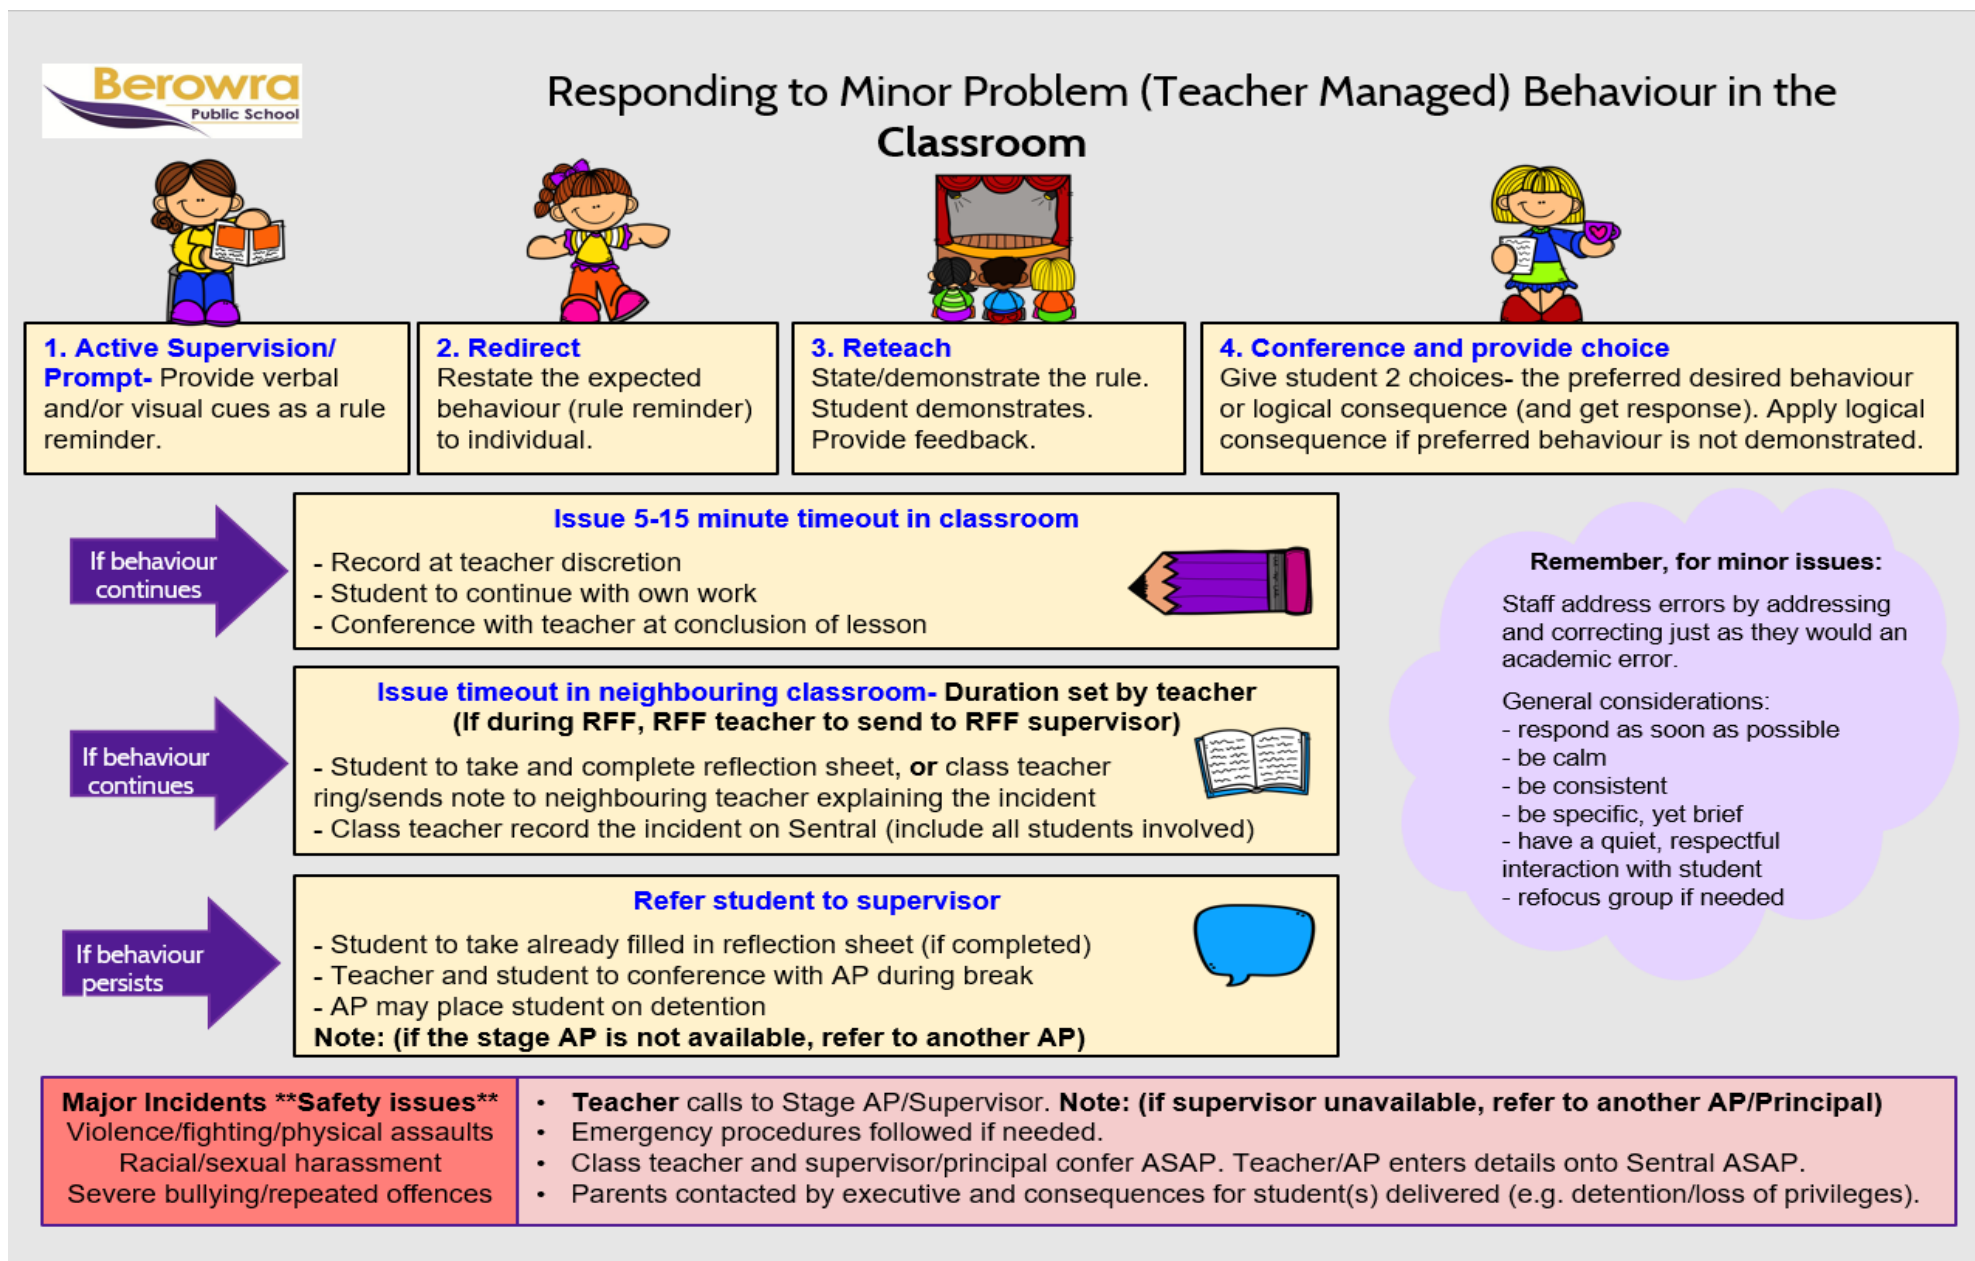 Berowra
Public School
Responding to Minor Problem (Teacher Managed) Behaviour in the
Classroom
1. Active Supervision/
Prompt- Provide verbal
and/or visual cues as a rule
reminder.
2. Redirect
Restate the expected
behaviour (rule reminder)
to individual.
3. Reteach
State/demonstrate the rule.
Student demonstrates.
Provide feedback.
4. Conference and provide choice
Give student 2 choices- the preferred desired behaviour
or logical consequence (and get response). Apply logical
consequence if preferred behaviour is not demonstrated.
If behaviour
continues
Issue 5-15 minute timeout in classroom
- Record at teacher discretion
- Student to continue with own work
- Conference with teacher at conclusion of lesson
If behaviour
continues
Issue timeout in neighbouring classroom- Duration set by teacher
(If during RFF, RFF teacher to send to RFF supervisor)
- Student to take and complete reflection sheet, or class teacher
ring/sends note to neighbouring teacher explaining the incident
- Class teacher record the incident on Sentral (include all students involved)
If behaviour
persists
Refer student to supervisor
- Student to take already filled in reflection sheet (if completed)
- Teacher and student to conference with AP during break
- AP may place student on detention
Note: (if the stage AP is not available, refer to another AP)
Remember, for minor issues:
Staff address errors by addressing
and correcting just as they would an
academic error.
General considerations:
- respond as soon as possible
- be calm
- be consistent
- be specific, yet brief
- have a quiet, respectful
interaction with student
- refocus group if needed
Major Incidents **Safety issues**
Violence/fighting/physical assaults
Racial/sexual harassment
Severe bullying/repeated offences
• Teacher calls to Stage AP/Supervisor. Note: (if supervisor unavailable, refer to another AP/Principal)
• Emergency procedures followed if needed.
• Class teacher and supervisor/principal confer ASAP. Teacher/AP enters details onto Sentral ASAP.
• Parents contacted by executive and consequences for student(s) delivered (e.g. detention/loss of privileges).